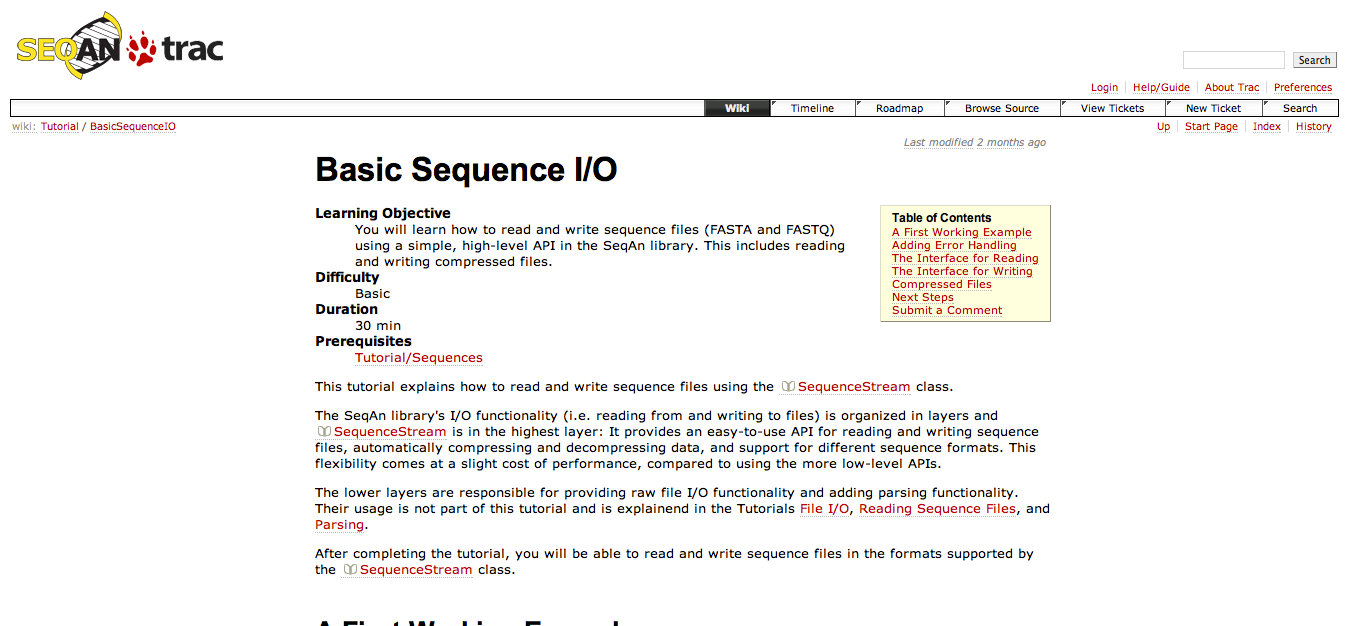 SEQAN trac
Search
Login Help/Guide About Trac Preferences
Wiki Timeline Roadmap Browse Source View Tickets New Ticket Search
wiki: Tutorial / BasicSequenceIO
Up Start Page Index History
Last modified 2 months ago
Basic Sequence I/O
Learning Objective
You will learn how to read and write sequence files (FASTA and FASTQ)
using a simple, high-level API in the SeqAn library. This includes reading
and writing compressed files.
Difficulty
Basic
Duration
30 min
Prerequisites
Tutorial/Sequences
Table of Contents
A First Working Example
Adding Error Handling
The Interface for Reading
The Interface for Writing
Compressed Files
Next Steps
Submit a Comment
This tutorial explains how to read and write sequence files using the SequenceStream class.
The SeqAn library's I/O functionality (i.e. reading from and writing to files) is organized in layers and
SequenceStream is in the highest layer: It provides an easy-to-use API for reading and writing sequence
files, automatically compressing and decompressing data, and support for different sequence formats. This
flexibility comes at a slight cost of performance, compared to using the more low-level APIs.
The lower layers are responsible for providing raw file I/O functionality and adding parsing functionality.
Their usage is not part of this tutorial and is explainend in the Tutorials File I/O, Reading Sequence Files, and
Parsing.
After completing the tutorial, you will be able to read and write sequence files in the formats supported by
the SequenceStream class.
A First Working Example